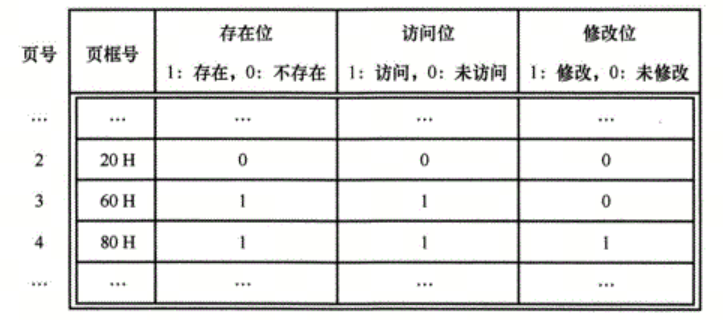 页号 页框号 存在位 访问位 修改位
1：存在，0：不存在 1：访问，0：未访问 1：修改，0：未修改
… … … … …
2 20 H 0 0 0
3 60 H 1 1 0
4 80 H 1 1 1
… … … … …